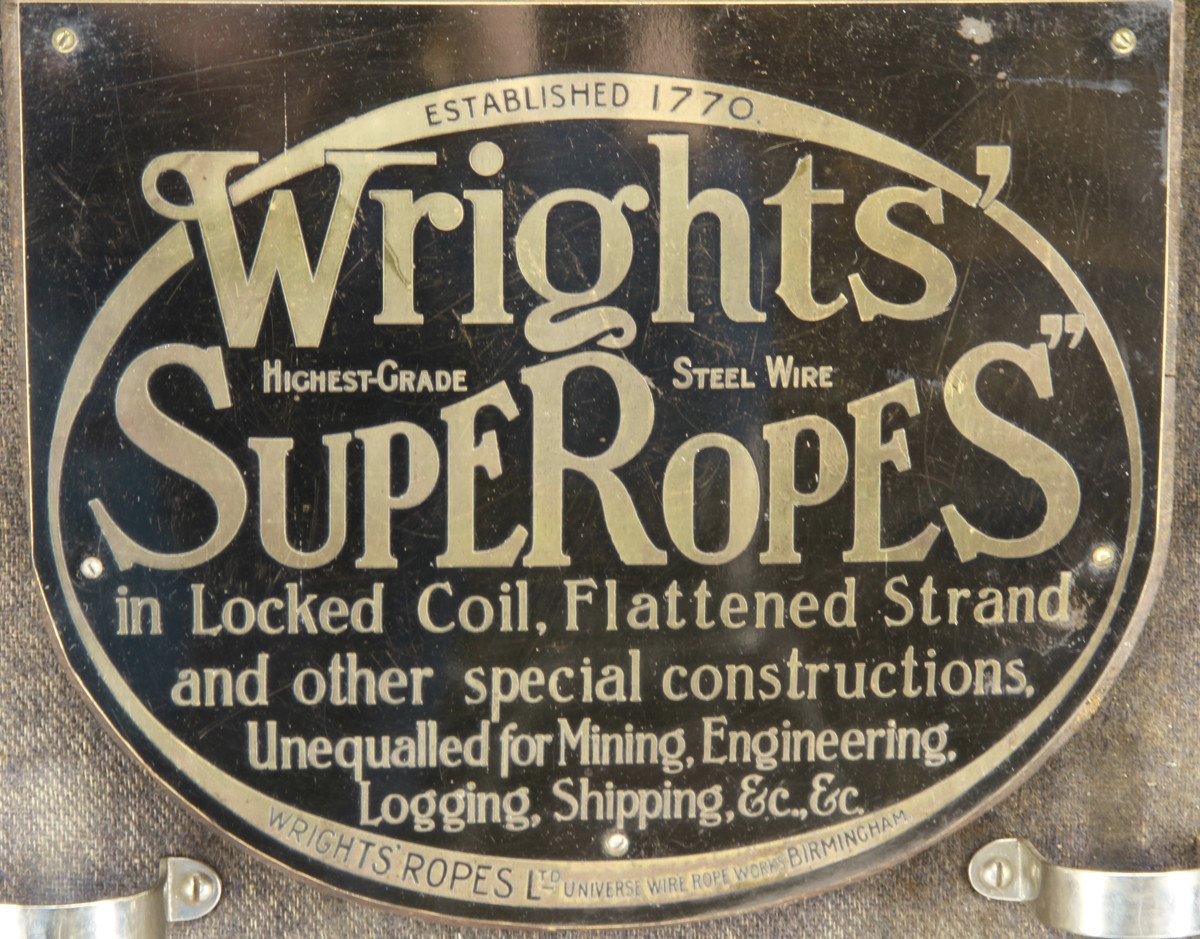 ESTABLISHED 1770.
Wrights'
HIGHEST-GRADE STEEL WIRE
SUPEROPES"
in Locked Coil, Flattened Strand
and other special constructions.
Unequalled for Mining, Engineering,
Logging, Shipping, &c., &c.
WRIGHTS' ROPES LTD UNIVERSE WIRE ROPE WORKS BIRMINGHAM.